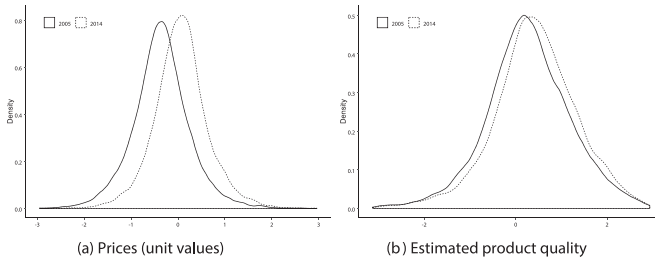 2005 2014
0.8
0.6
0.4
0.2
0.0
Density
-3 -2 -1 0 1 2 3
(a) Prices (unit values)
2005 2014
0.5
0.4
0.3
0.2
0.1
0.0
Density
-2 0 2
(b) Estimated product quality